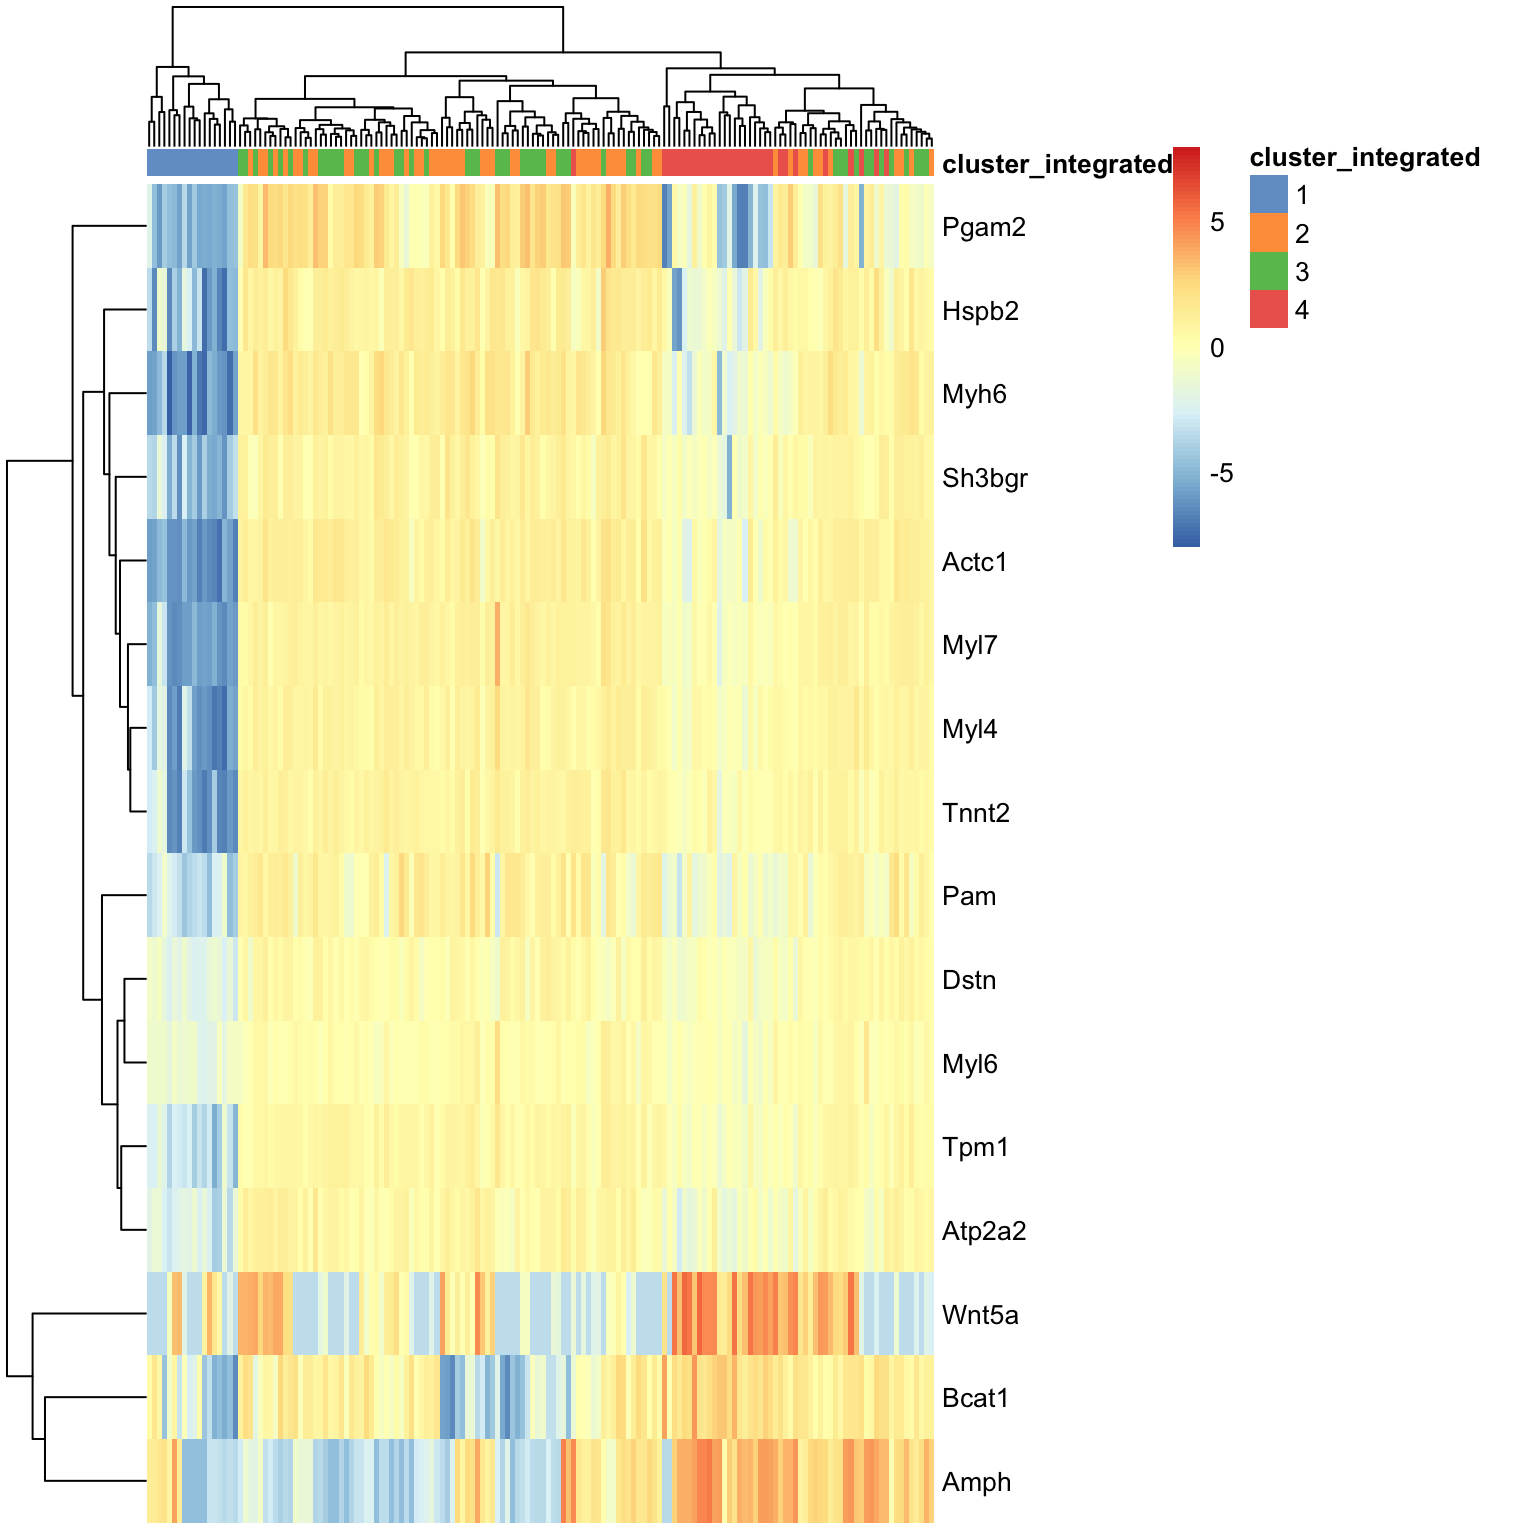 cluster_integrated
cluster_integrated
1
2
3
4
5
0
-5
Pgam2
Hspb2
Myh6
Sh3bgr
Actc1
Myl7
Myl4
Tnnt2
Pam
Dstn
Myl6
Tpm1
Atp2a2
Wnt5a
Bcat1
Amph